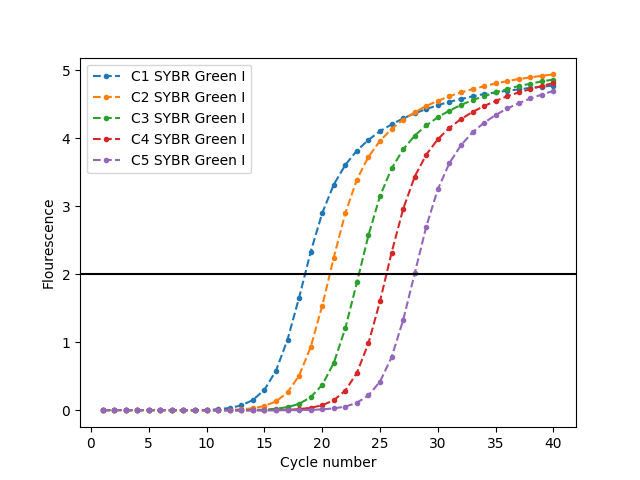 C1 SYBR Green I
C2 SYBR Green I
C3 SYBR Green I
C4 SYBR Green I
C5 SYBR Green I
5
4
3
2
1
0
Flourescence
0 5 10 15 20 25 30 35 40
Cycle number